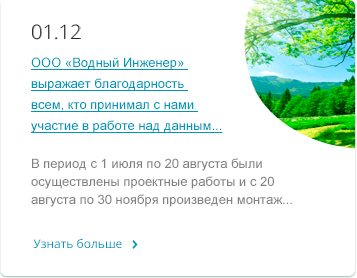 01.12
ООО «Водный Инженер»
выражает благодарность
всем, кто принимал с нами
участие в работе над данным...
В период с 1 июля по 20 августа были
осуществлены проектные работы и с 20
августа по 30 ноября произведен монтаж...
Узнать больше